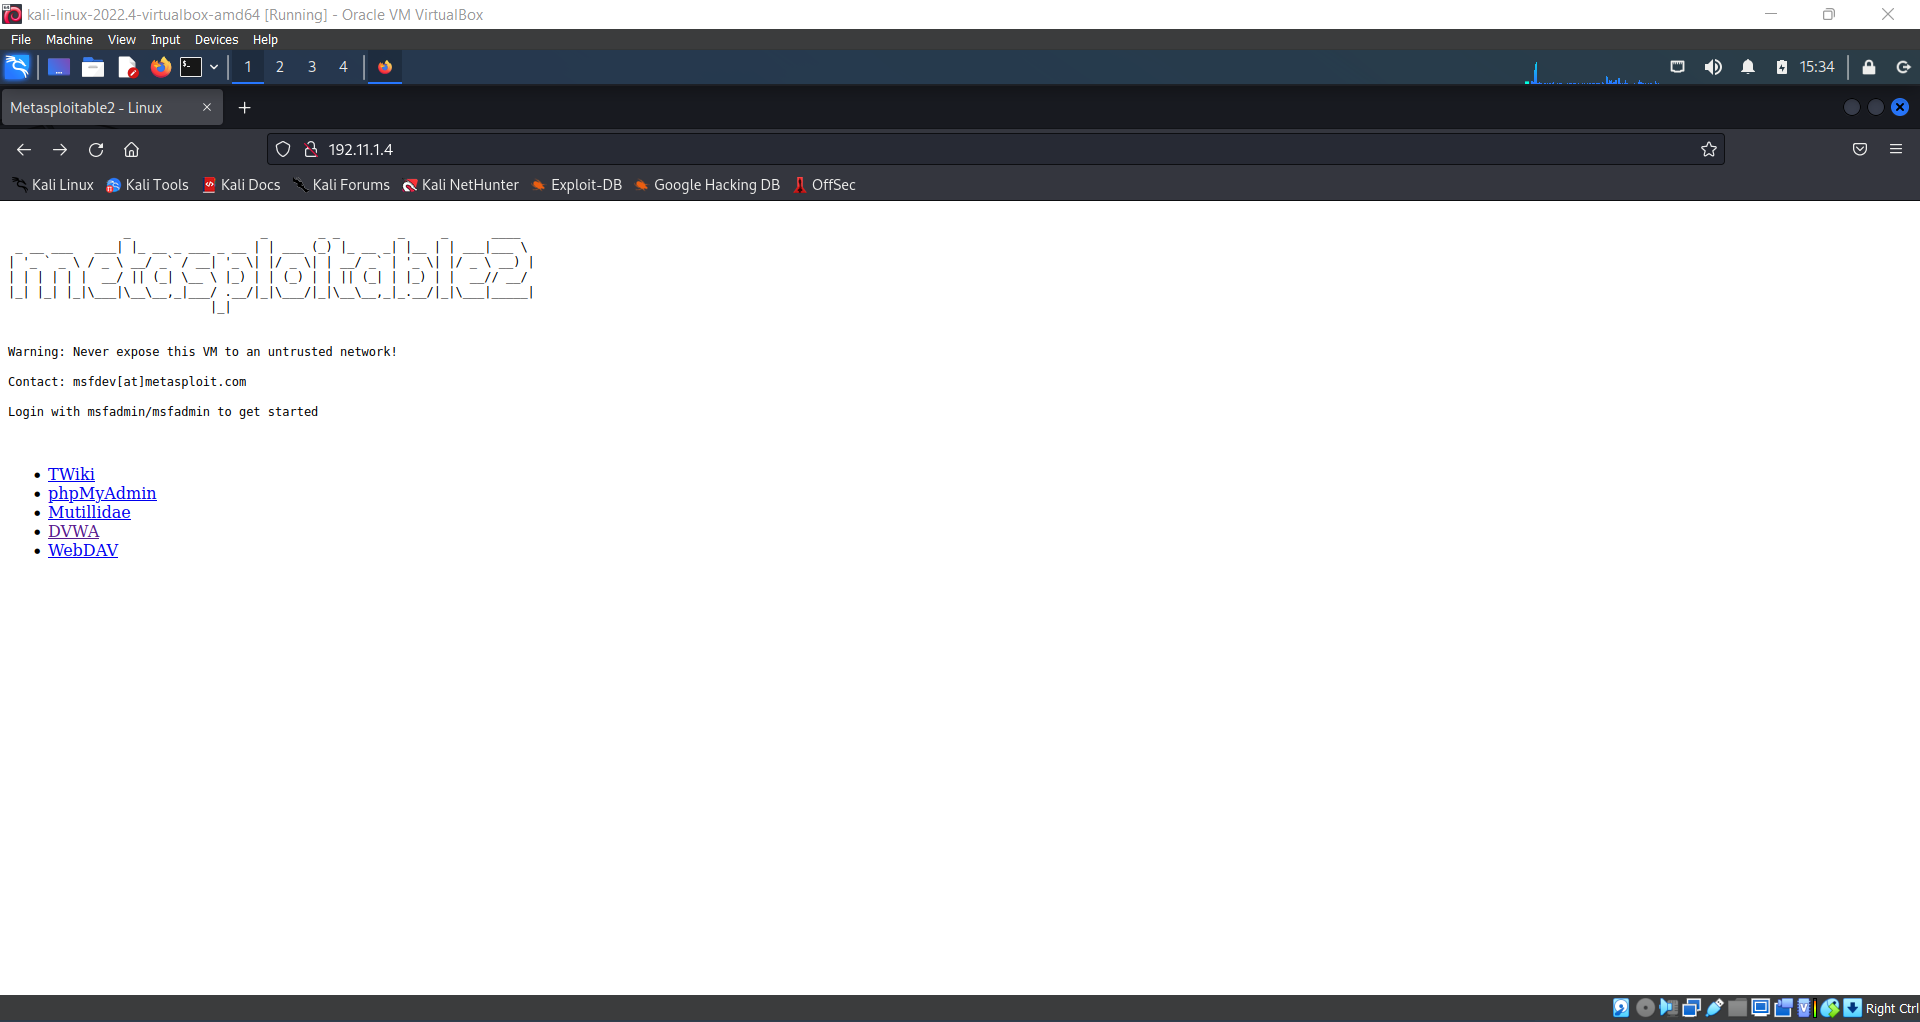 kali-linux-2022.4-virtualbox-amd64 [Running] - Oracle VM VirtualBox
File Machine View Input Devices Help
1 2 3 4 15:34
Metasploitable2 - Linux
192.11.1.4
Kali Linux Kali Tools Kali Docs Kali Forums Kali NetHunter Exploit-DB Google Hacking DB OffSec
metasploitable2
Warning: Never expose this VM to an untrusted network!
Contact: msfdev[at]metasploit.com
Login with msfadmin/msfadmin to get started
TWiki
phpMyAdmin
Mutillidae
DVWA
WebDAV
Right Ctrl